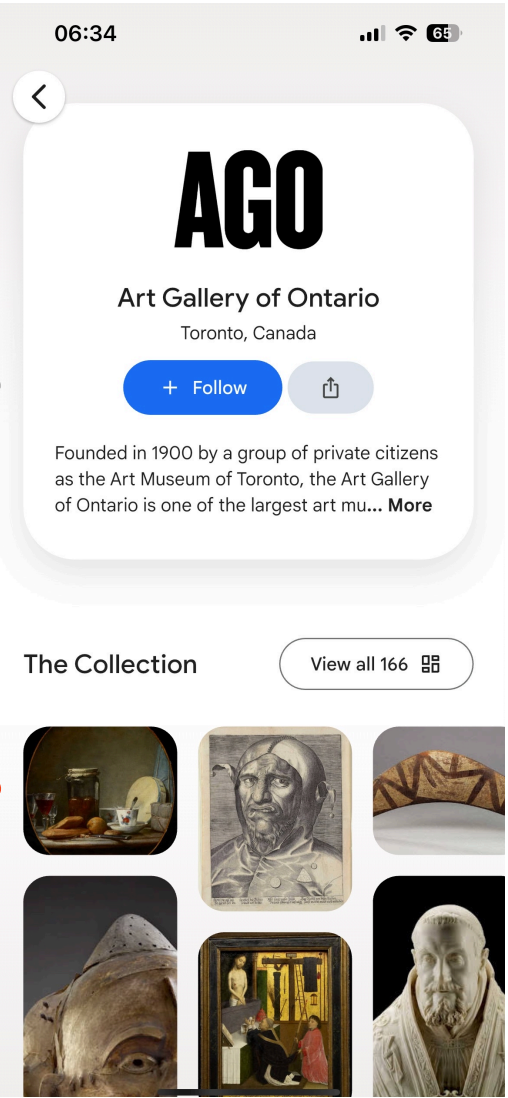 06:34
65
AGO
Art Gallery of Ontario
Toronto, Canada
+ Follow
Founded in 1900 by a group of private citizens
as the Art Museum of Toronto, the Art Gallery
of Ontario is one of the largest art mu... More
The Collection
View all 166